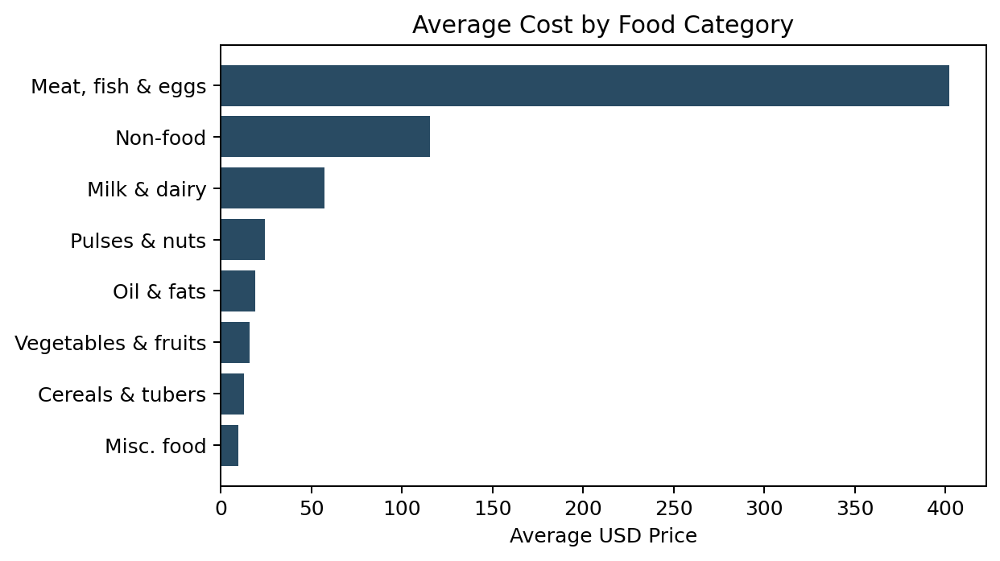 Average Cost by Food Category
Meat, fish & eggs
Non-food
Milk & dairy
Pulses & nuts
Oil & fats
Vegetables & fruits
Cereals & tubers
Misc. food
0 50 100 150 200 250 300 350 400
Average USD Price